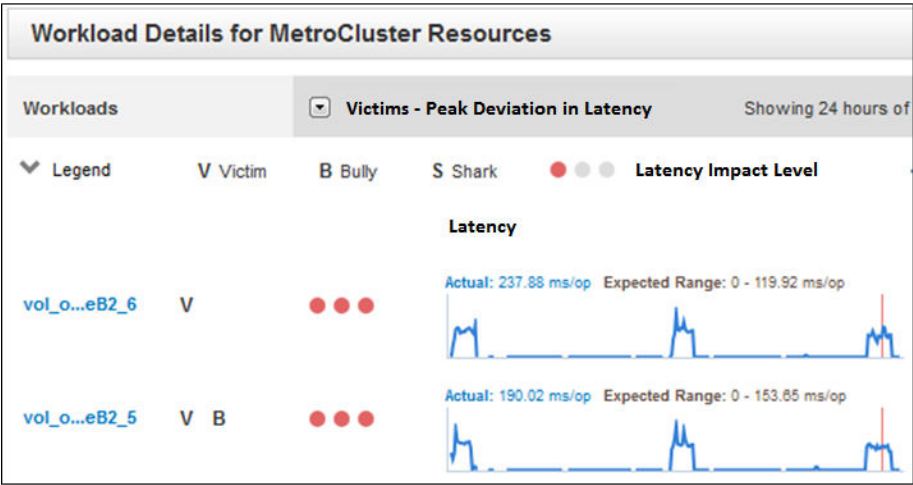 Workload Details for MetroCluster Resources
Workloads Victims - Peak Deviation in Latency Showing 24 hours of
Legend V Victim B Bully S Shark Latency Impact Level
Latency
Actual: 237.88 ms/op Expected Range: 0 - 119.92 ms/op
vol_o...eB2_6 V
Actual: 190.02 ms/op Expected Range: 0 - 153.65 ms/op
vol_o...eB2_5 V B